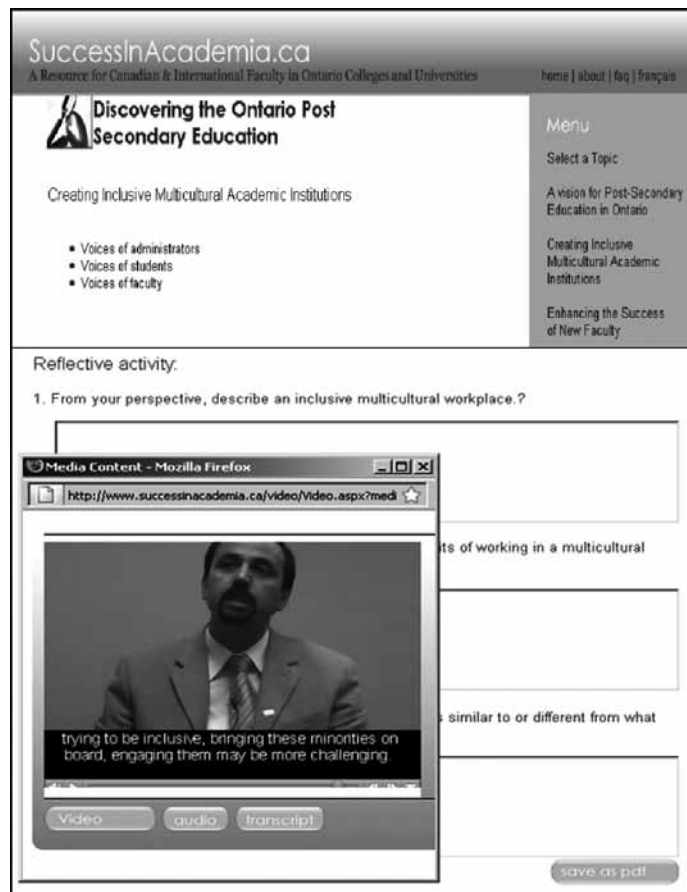 SuccessInAcademia.ca
A Resource for Canadian & International Faculty in Ontario Colleges and Universities
home | about | faq | français
Discovering the Ontario Post
Secondary Education
Creating Inclusive Multicultural Academic Institutions
• Voices of administrators
• Voices of students
• Voices of faculty
Menu
Select a Topic
A vision for Post-Secondary
Education in Ontario
Creating Inclusive
Multicultural Academic
Institutions
Enhancing the Success
of New Faculty
Reflective activity:
1. From your perspective, describe an inclusive multicultural workplace.?
of working in a multicultural
similar to or different from what
Media Content - Mozilla Firefox
http://www.successinacademia.ca/video/Video.aspx?medi
trying to be inclusive, bringing these minorities on
board, engaging them may be more challenging.
Video
audio
transcript
save as pdf